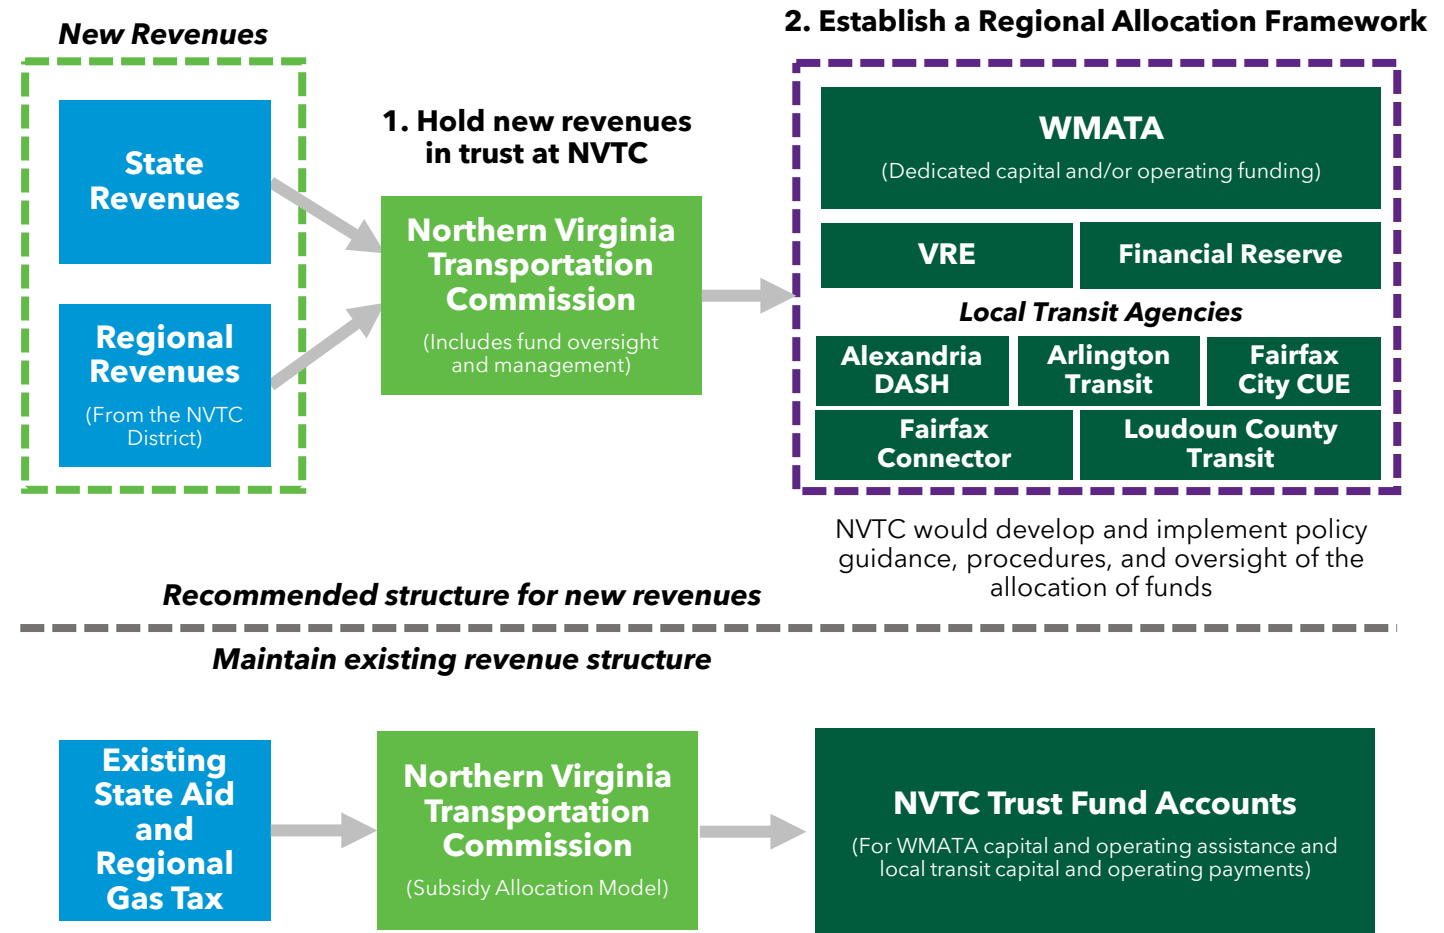 New Revenues
State
Revenues
Regional
Revenues
(From the NVTC
District)
1. Hold new revenues
in trust at NVTC
Northern Virginia
Transportation
Commission
(Includes fund oversight
and management)
2. Establish a Regional Allocation Framework
WMATA
(Dedicated capital and/or operating funding)
VRE
Financial Reserve
Local Transit Agencies
Alexandria
DASH
Arlington
Transit
Fairfax
City CUE
Fairfax
Connector
Loudoun County
Transit
NVTC would develop and implement policy
guidance, procedures, and oversight of the
allocation of funds
Recommended structure for new revenues
Maintain existing revenue structure
Existing
State Aid
and
Regional
Gas Tax
Northern Virginia
Transportation
Commission
(Subsidy Allocation Model)
NVTC Trust Fund Accounts
(For WMATA capital and operating assistance and
local transit capital and operating payments)